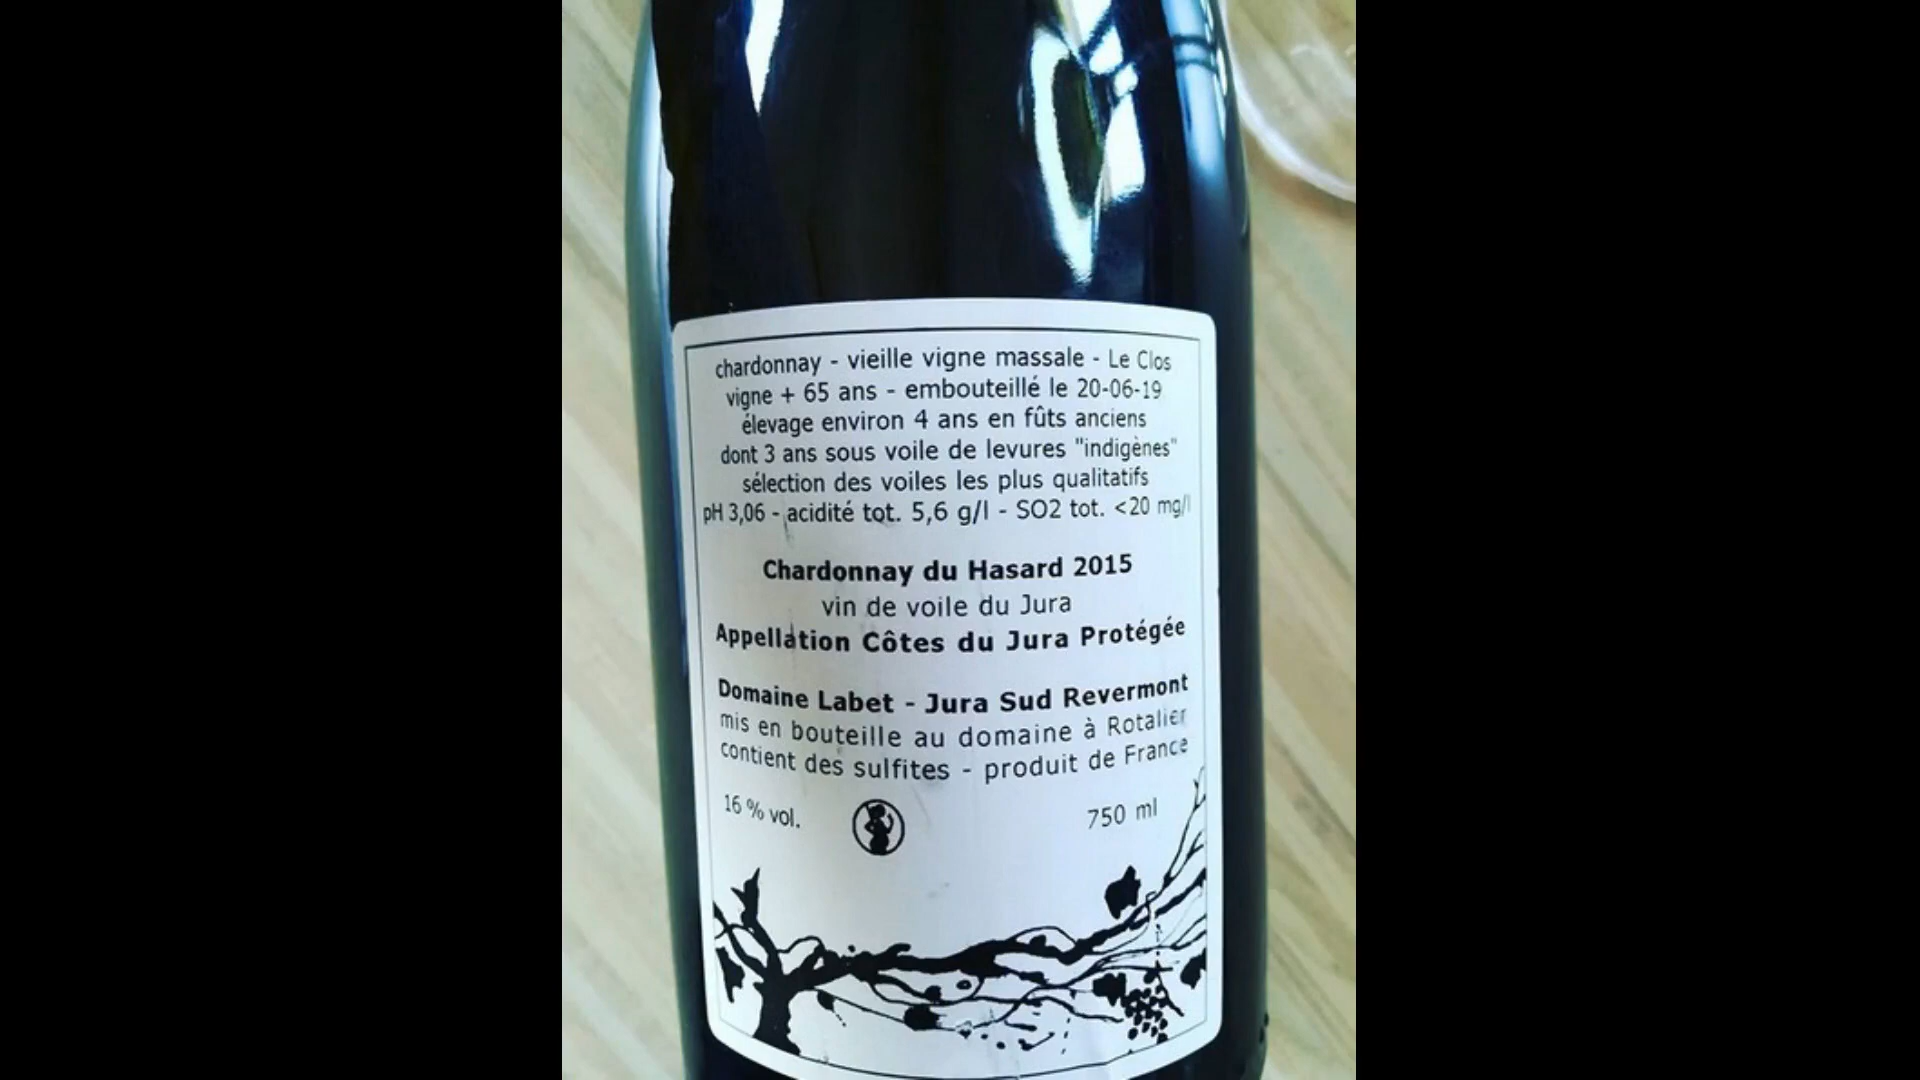 chardonnay - vieille vigne massale - Le Clos
vigne + 65 ans - embouteillé le 20-06-19
élevage environ 4 ans en fûts anciens
dont 3 ans sous voile de levures "indigènes"
sélection des voiles les plus qualitatifs
pH 3,06 - acidité tot. 5,6 g/l - SO2 tot. <20 mg/l
Chardonnay du Hasard 2015
vin de voile du Jura
Appellation Côtes du Jura Protégée
Domaine Labet - Jura Sud Revermont
mis en bouteille au domaine à Rotalier
contient des sulfites - produit de France
16 % vol. 750 ml